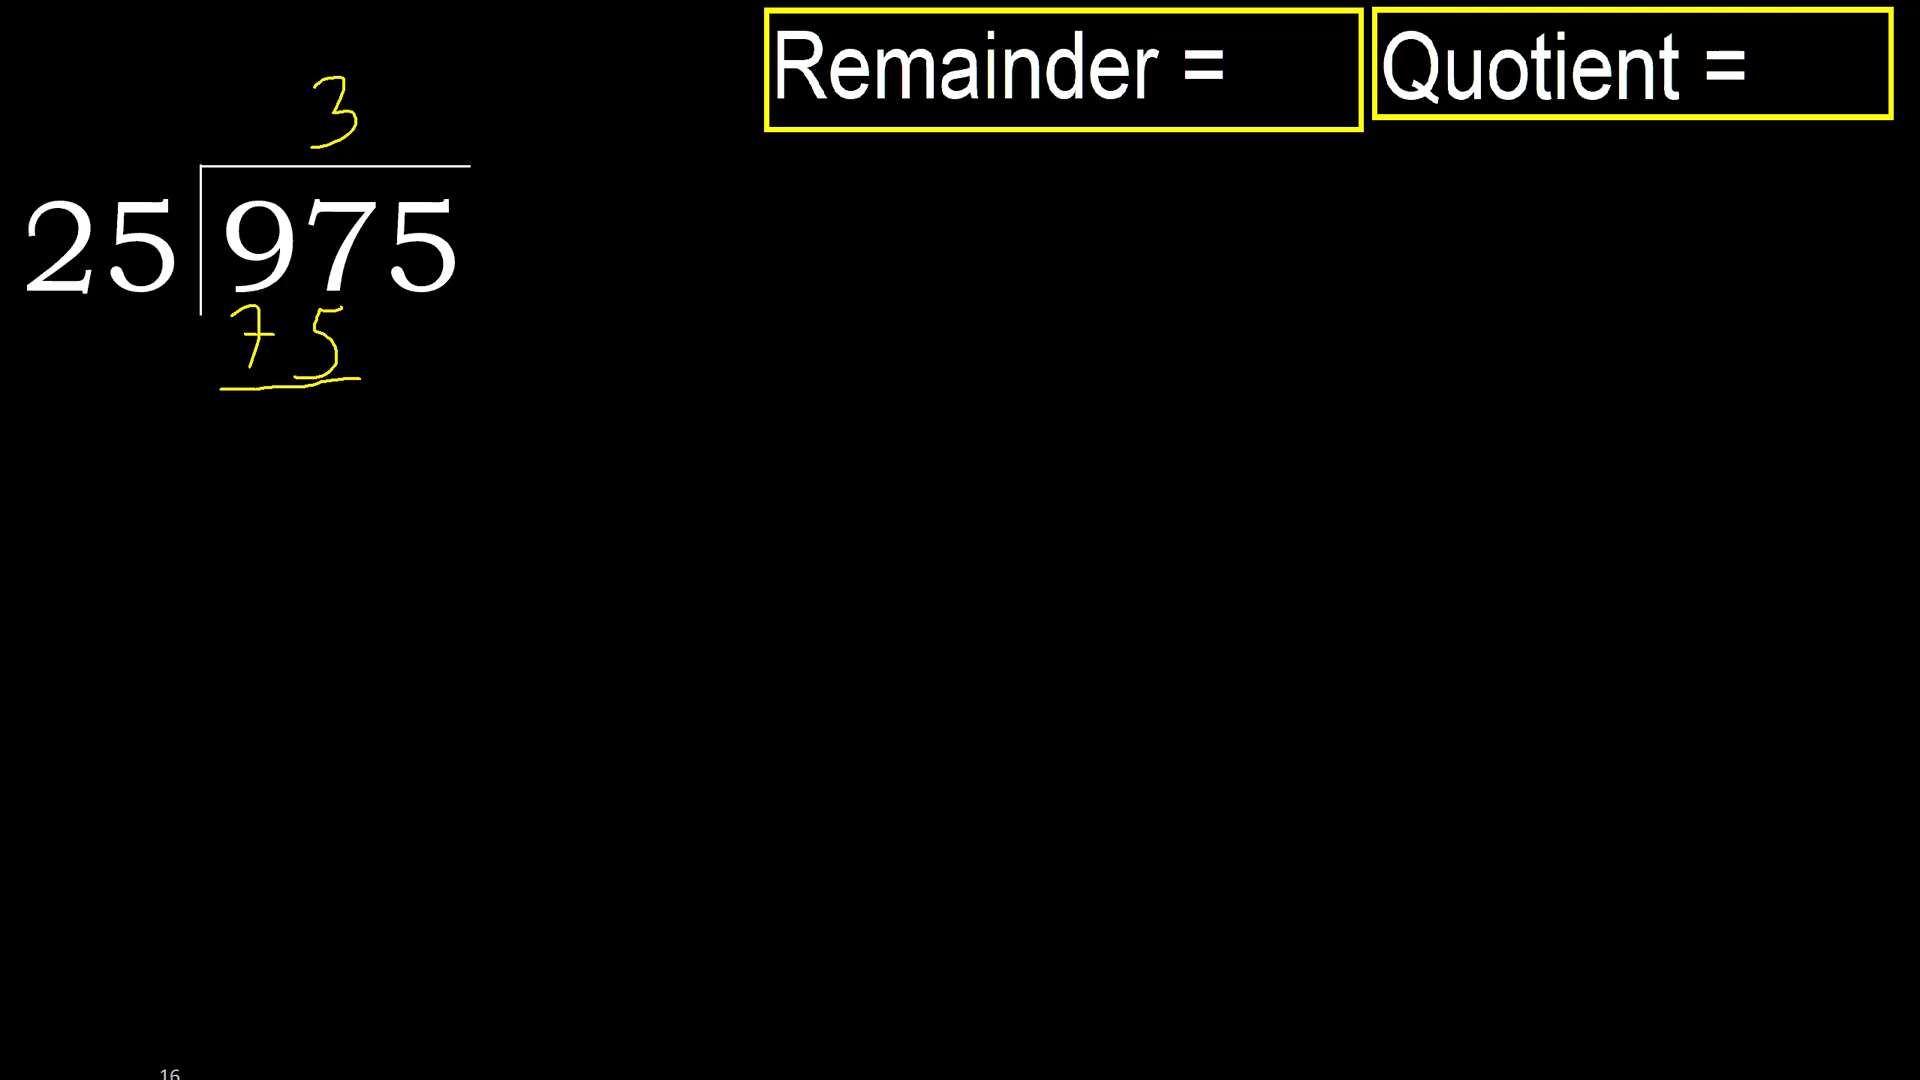 Remainder = Quotient =
3
25 975
75
16